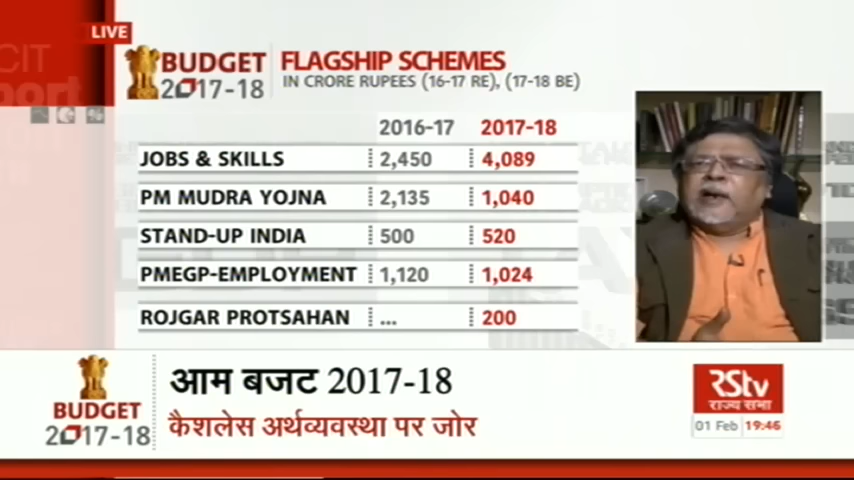 LIVE
BUDGET
2017-18
FLAGSHIP SCHEMES
IN CRORE RUPEES (16-17 RE), (17-18 BE)
2016-17 2017-18
JOBS & SKILLS 2,450 4,089
PM MUDRA YOJNA 2,135 1,040
STAND-UP INDIA 500 520
PMEGP-EMPLOYMENT 1,120 1,024
ROJGAR PROTSAHAN ... 200
BUDGET
2017-18
आम बजट 2017-18
कैशलेस अर्थव्यवस्था पर जोर
RSTV
राज्य सभा
01 Feb 19:46